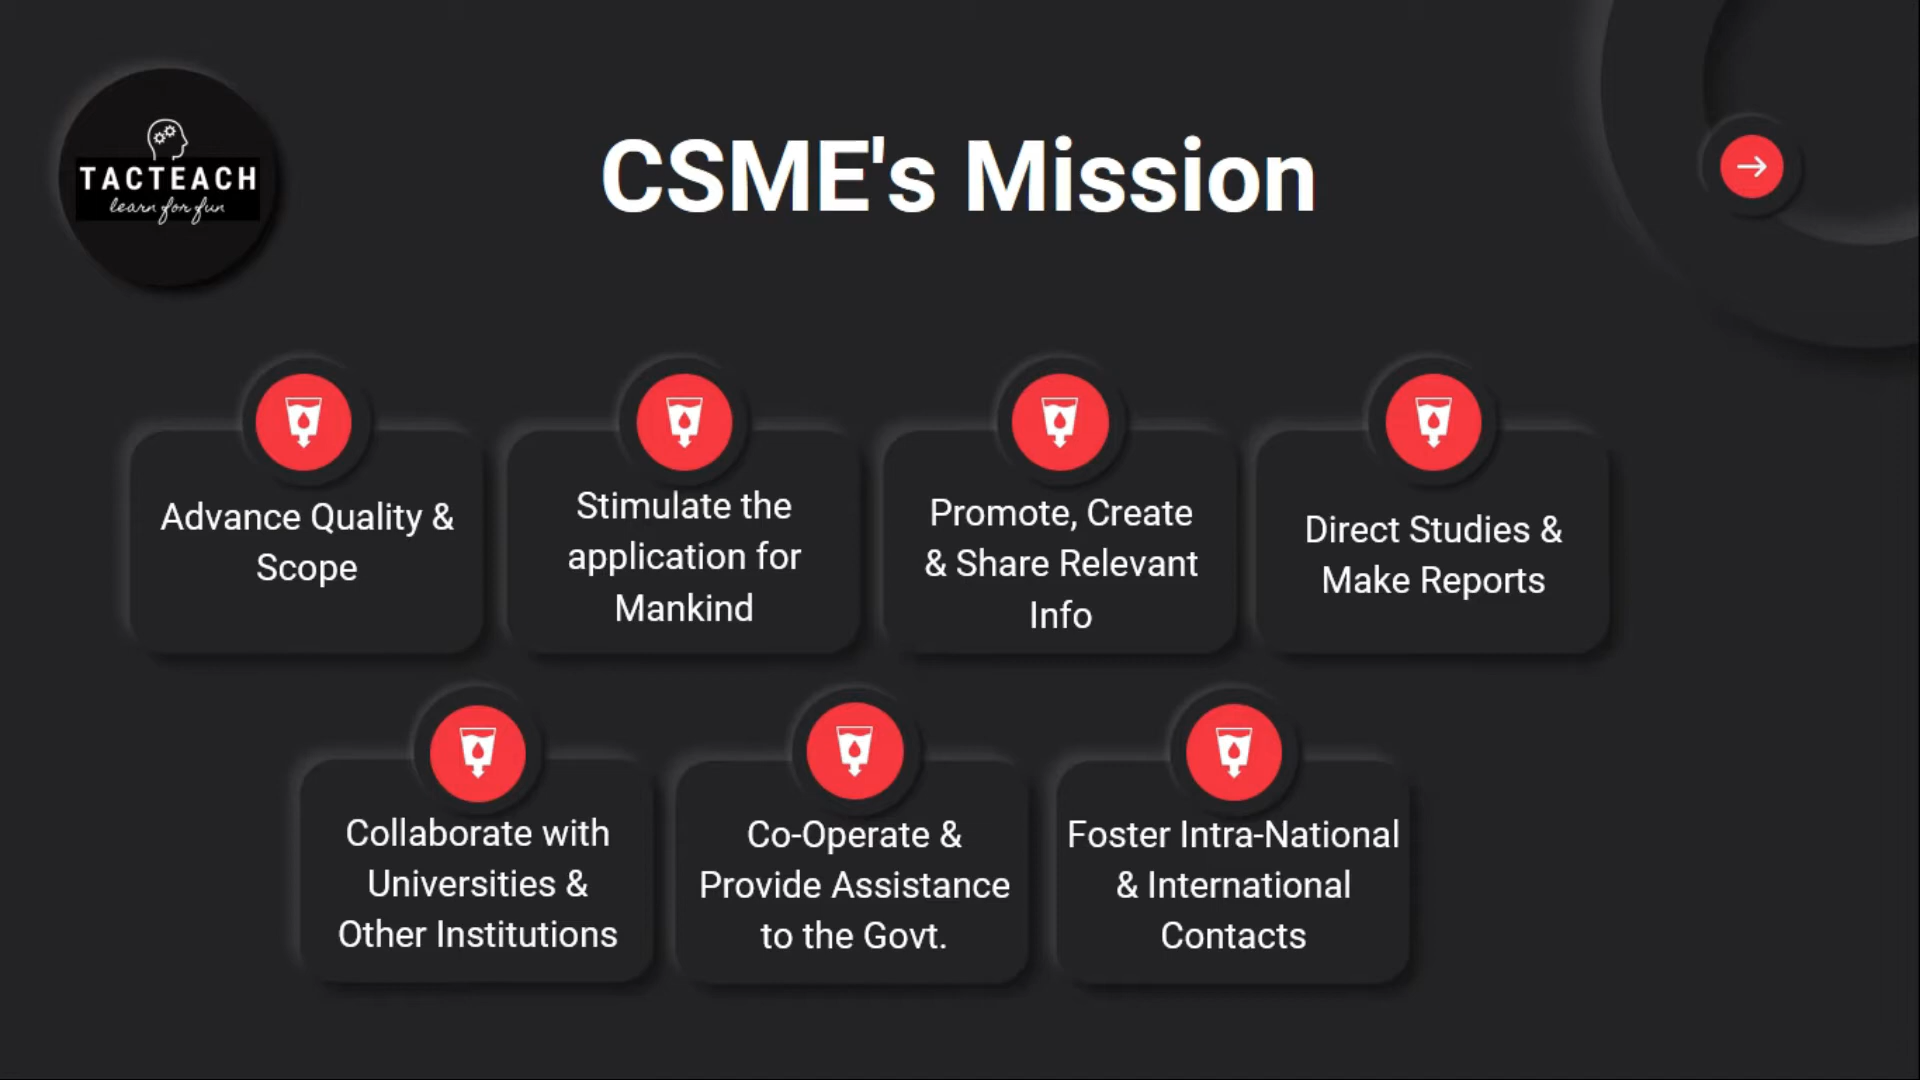 TACTEACH
learn for fun
CSME's Mission
Advance Quality &
Scope
Stimulate the
application for
Mankind
Promote, Create
& Share Relevant
Info
Direct Studies &
Make Reports
Collaborate with
Universities &
Other Institutions
Co-Operate &
Provide Assistance
to the Govt.
Foster Intra-National
& International
Contacts